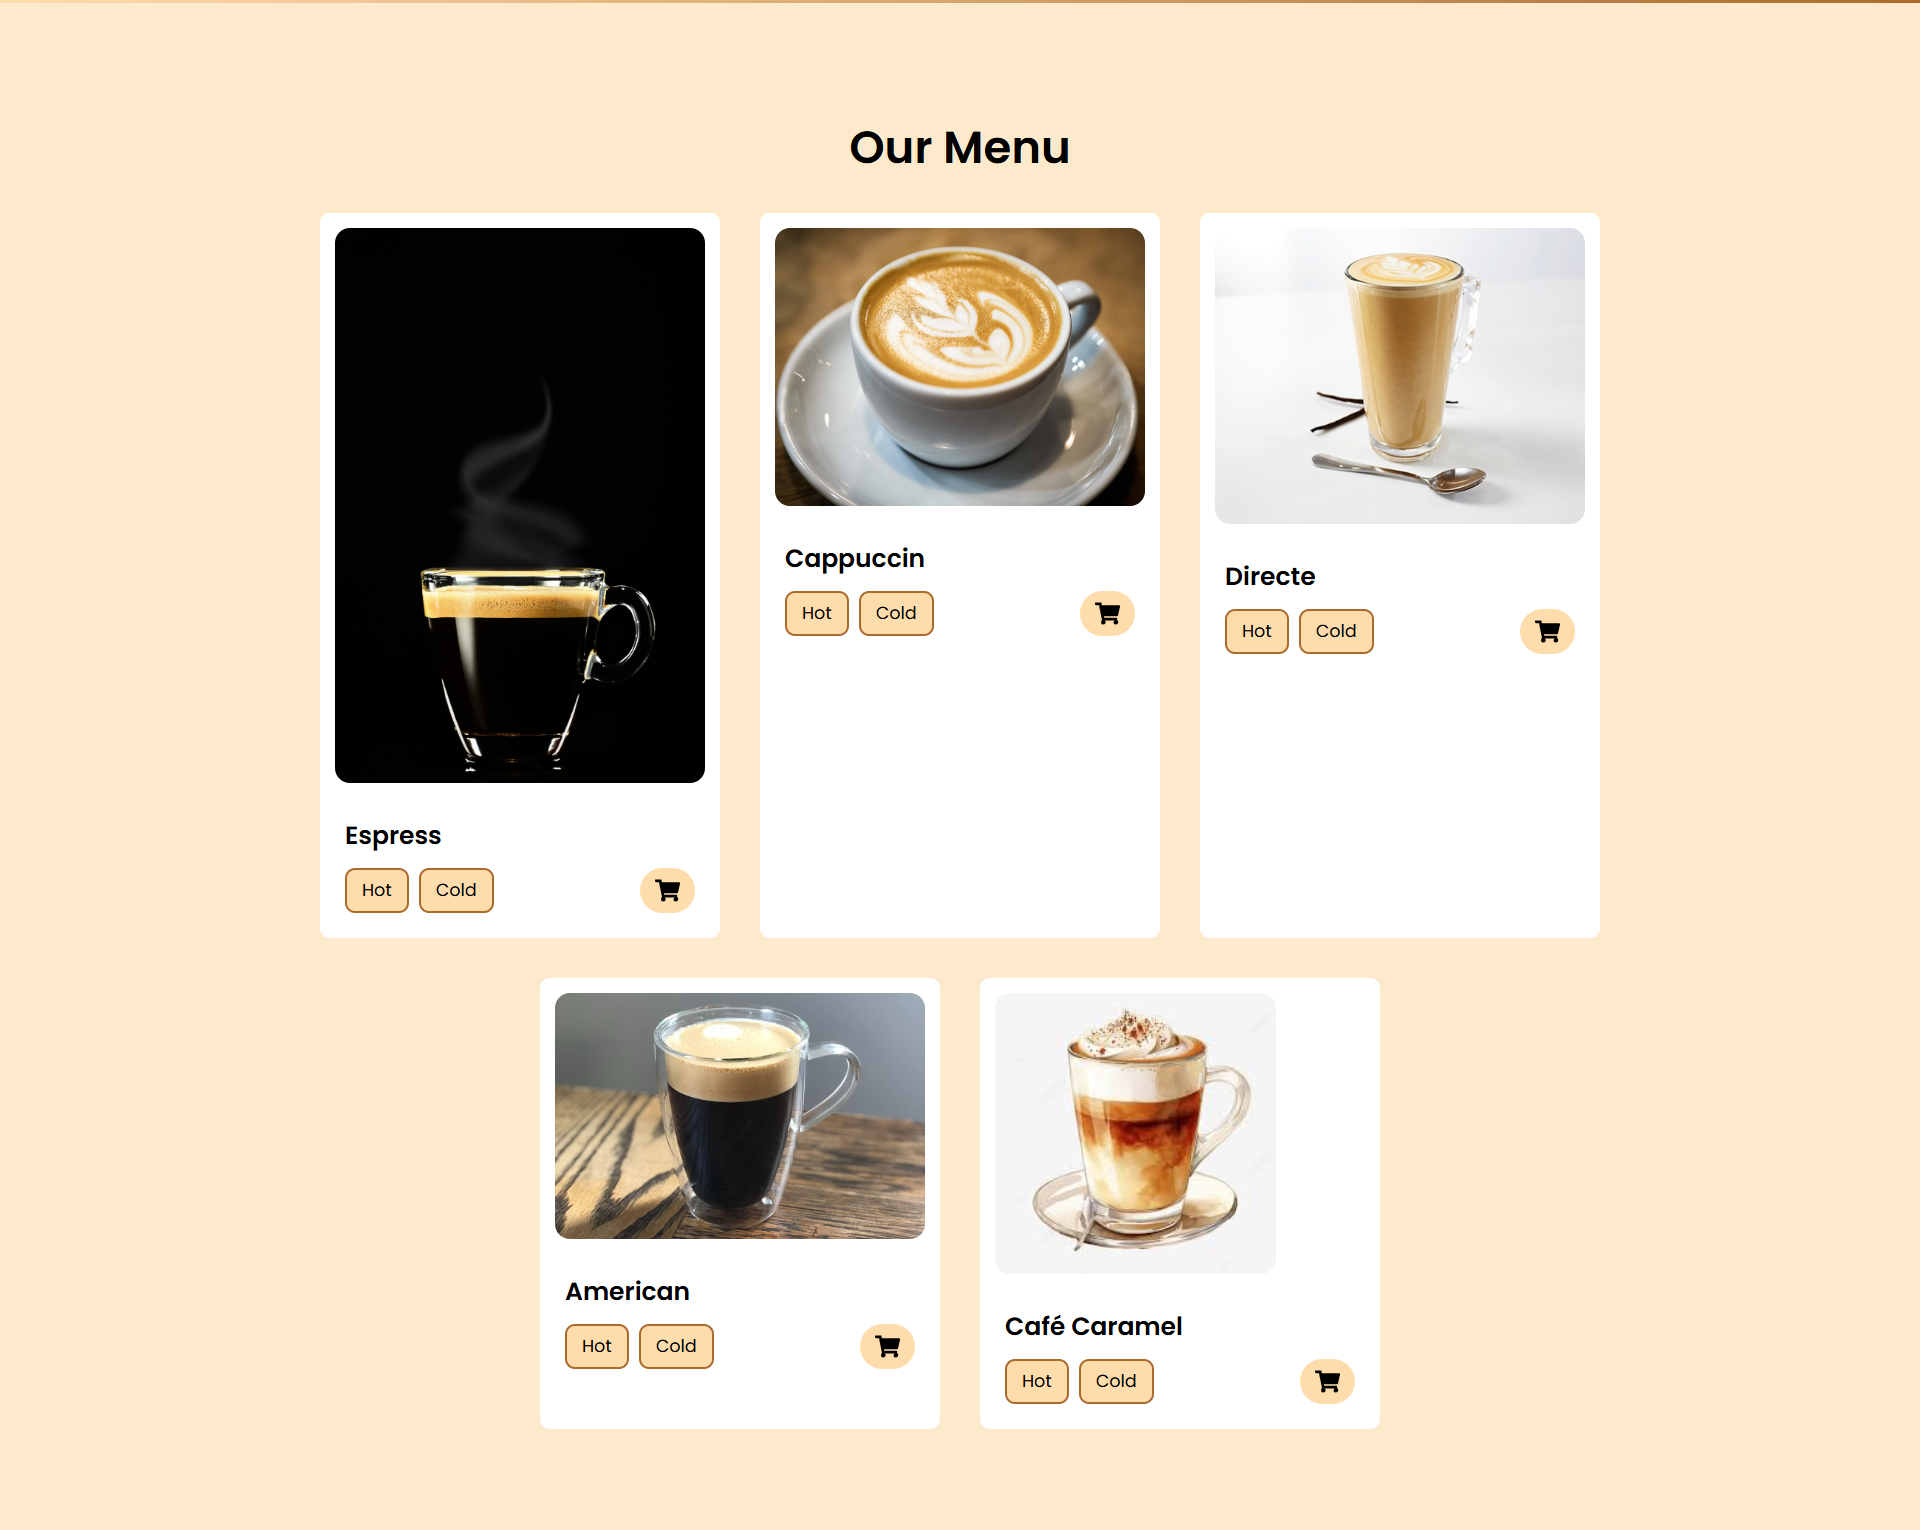 Our Menu
Espress
Hot Cold
Cappuccin
Hot Cold
Directe
Hot Cold
American
Hot Cold
Café Caramel
Hot Cold